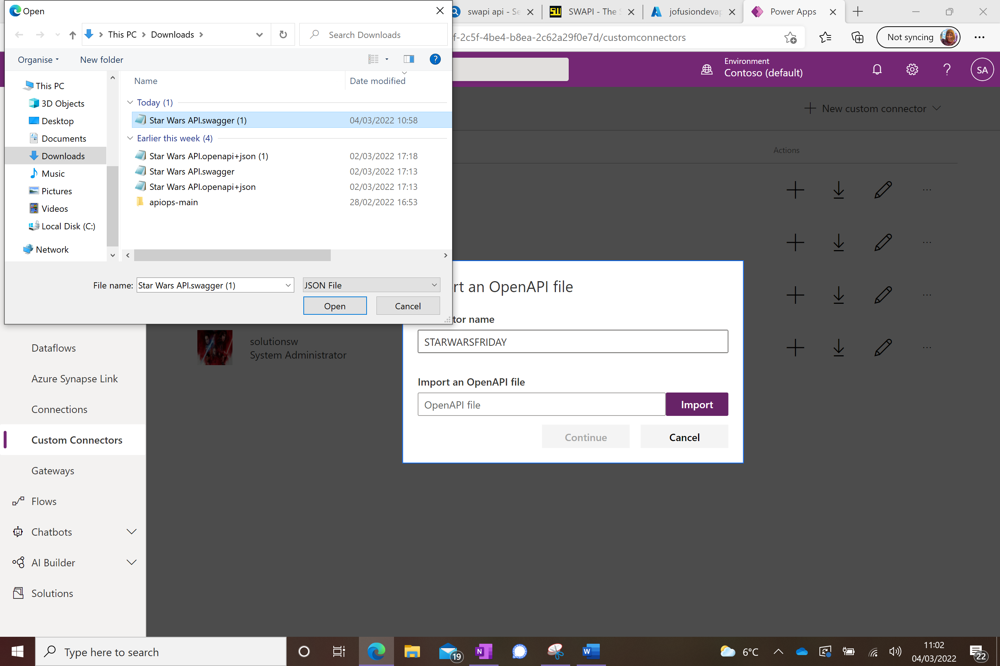 Open
This PC
Downloads
Search Downloads
Organise
New folder
Name
Date modified
This PC
3D Objects
Desktop
Documents
Downloads
Music
Pictures
Videos
Local Disk (C:)
Network
Today (1)
Star Wars API.swagger (1) 04/03/2022 10:58
Earlier this week (4)
Star Wars API.openapi+json (1) 02/03/2022 17:18
Star Wars API.swagger 02/03/2022 17:13
Star Wars API.openapi+json 02/03/2022 17:13
apiops-main 28/02/2022 16:53
File name: Star Wars API.swagger (1)
JSON File
Open
Cancel
swapi api - Se
SWAPI - The S
jofusiondevap
Power Apps
f-2c5f-4be4-b8ea-2c62a29f0e7d/customconnectors
Not syncing
Environment
Contoso (default)
SA
New custom connector
Actions
rt an OpenAPI file
tor name
STARWARSFRIDAY
Import an OpenAPI file
OpenAPI file
Import
Continue
Cancel
solutionsw
System Administrator
Dataflows
Azure Synapse Link
Connections
Custom Connectors
Gateways
Flows
Chatbots
AI Builder
Solutions
Type here to search
19
N
W
6°C
11:02
04/03/2022
22